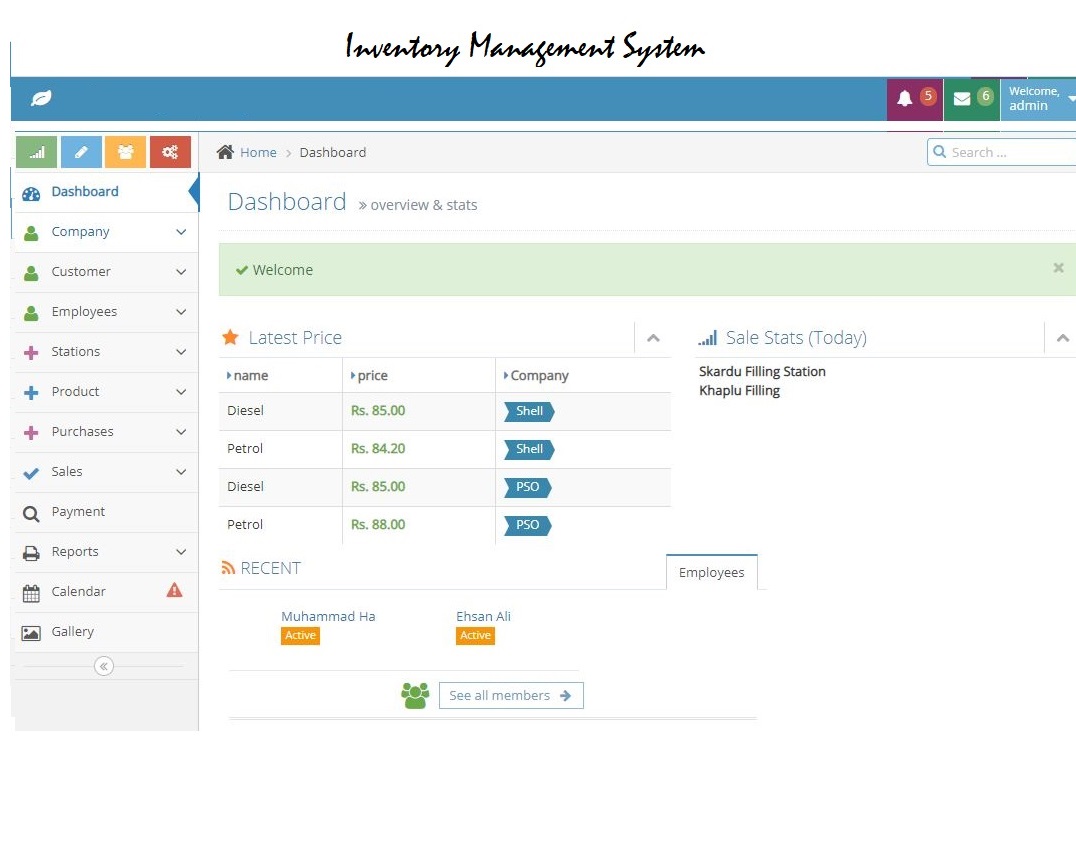 Inventory Management System
5
6
Welcome,
admin
Home > Dashboard
Search ...
Dashboard
Company
Customer
Employees
Stations
Product
Purchases
Sales
Payment
Reports
Calendar
Gallery
Dashboard » overview & stats
Welcome
Latest Price
name price Company
Diesel Rs. 85.00 Shell
Petrol Rs. 84.20 Shell
Diesel Rs. 85.00 PSO
Petrol Rs. 88.00 PSO
Sale Stats (Today)
Skardu Filling Station
Khaplu Filling
RECENT
Employees
Muhammad Ha
Active
Ehsan Ali
Active
See all members